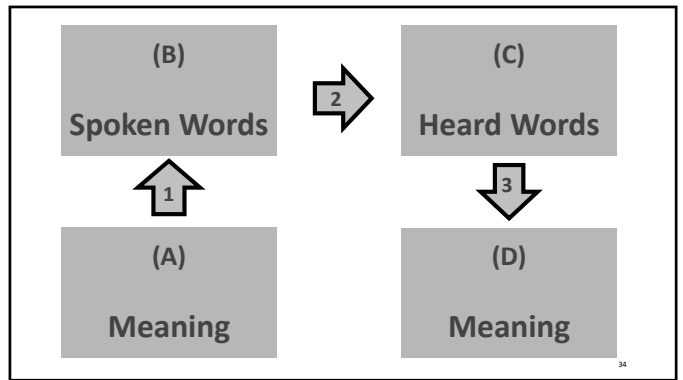 (B)
Spoken Words
2
(C)
Heard Words
1
3
(A)
Meaning
(D)
Meaning
34